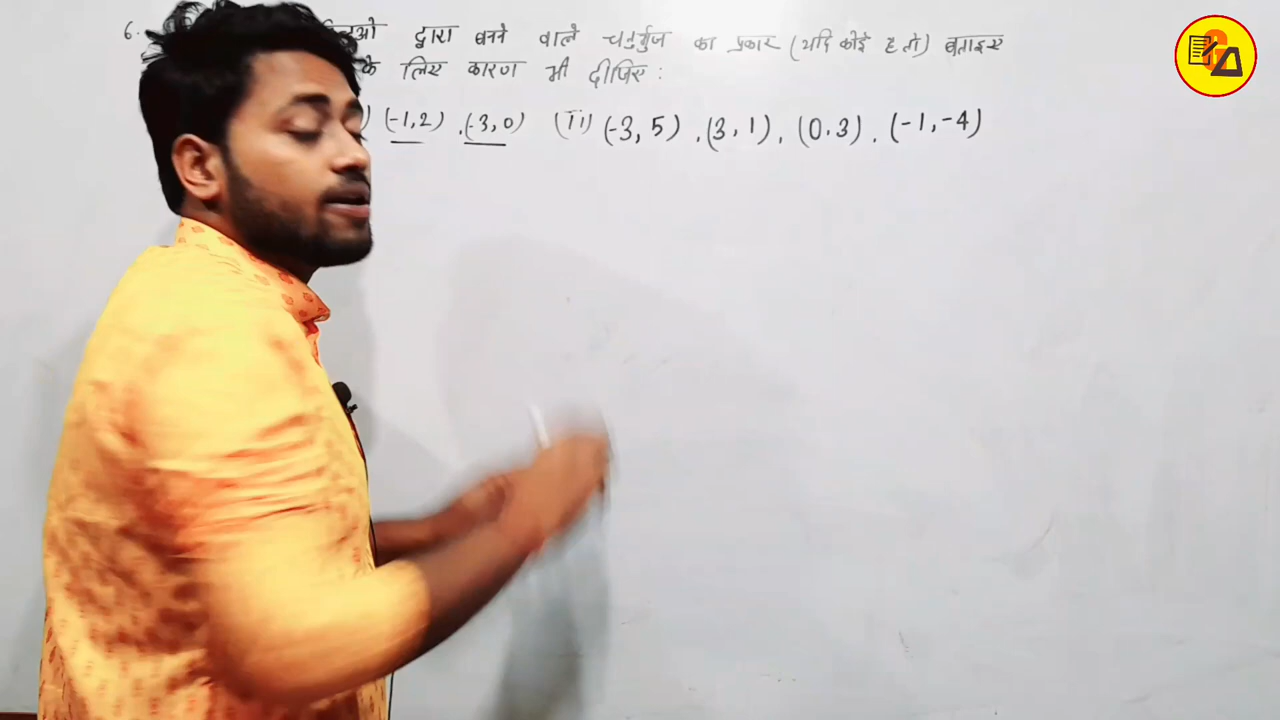 6. द्वारा बनने वाले चतुर्भुज का प्रकार (यदि कोई है तो) बताइए
के लिए कारण भी दीजिए :
) (-1,2) , (-3,0) (ii) (-3, 5) , (3, 1) , (0,3) , (-1,-4)